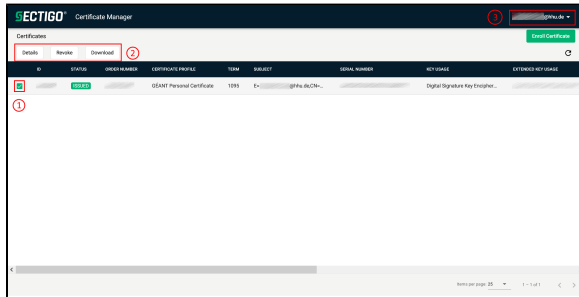 SECTIGO® Certificate Manager
3 @hhu.de
Certificates Enroll Certificate
Details Revoke Download 2
ID STATUS ORDER NUMBER CERTIFICATE PROFILE TERM SUBJECT SERIAL NUMBER KEY USAGE EXTENDED KEY USAGE
ISSUED GÉANT Personal Certificate 1095 E= @hhu.de,CN=... Digital Signature Key Encipher...
1
Items per page: 25 1 – 1 of 1